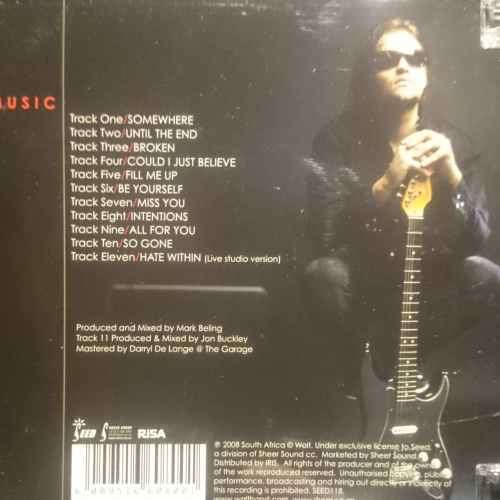 MUSIC
Track One/SOMEWHERE
Track Two/UNTIL THE END
Track Three/BROKEN
Track Four/COULD I JUST BELIEVE
Track Five/FILL ME UP
Track Six/BE YOURSELF
Track Seven/MISS YOU
Track Eight/INTENTIONS
Track Nine/ALL FOR YOU
Track Ten/SO GONE
Track Eleven/HATE WITHIN (Live studio version)
Produced and Mixed by Mark Beling
Track 11 Produced & Mixed by Jon Buckley
Mastered by Darryl De Lange @ The Garage
SEED
RISA
℗ 2008 South Africa © Wolf. Under exclusive license to Seed,
a division of Sheer Sound cc. Marketed by Sheer Sound.
Distributed by IRIS. All rights of the producer and of the owner
of the work reproduced reserved. Unauthorised copying, public
performance, broadcasting and hiring out directly or indirectly of
this recording is prohibited. SEED118.